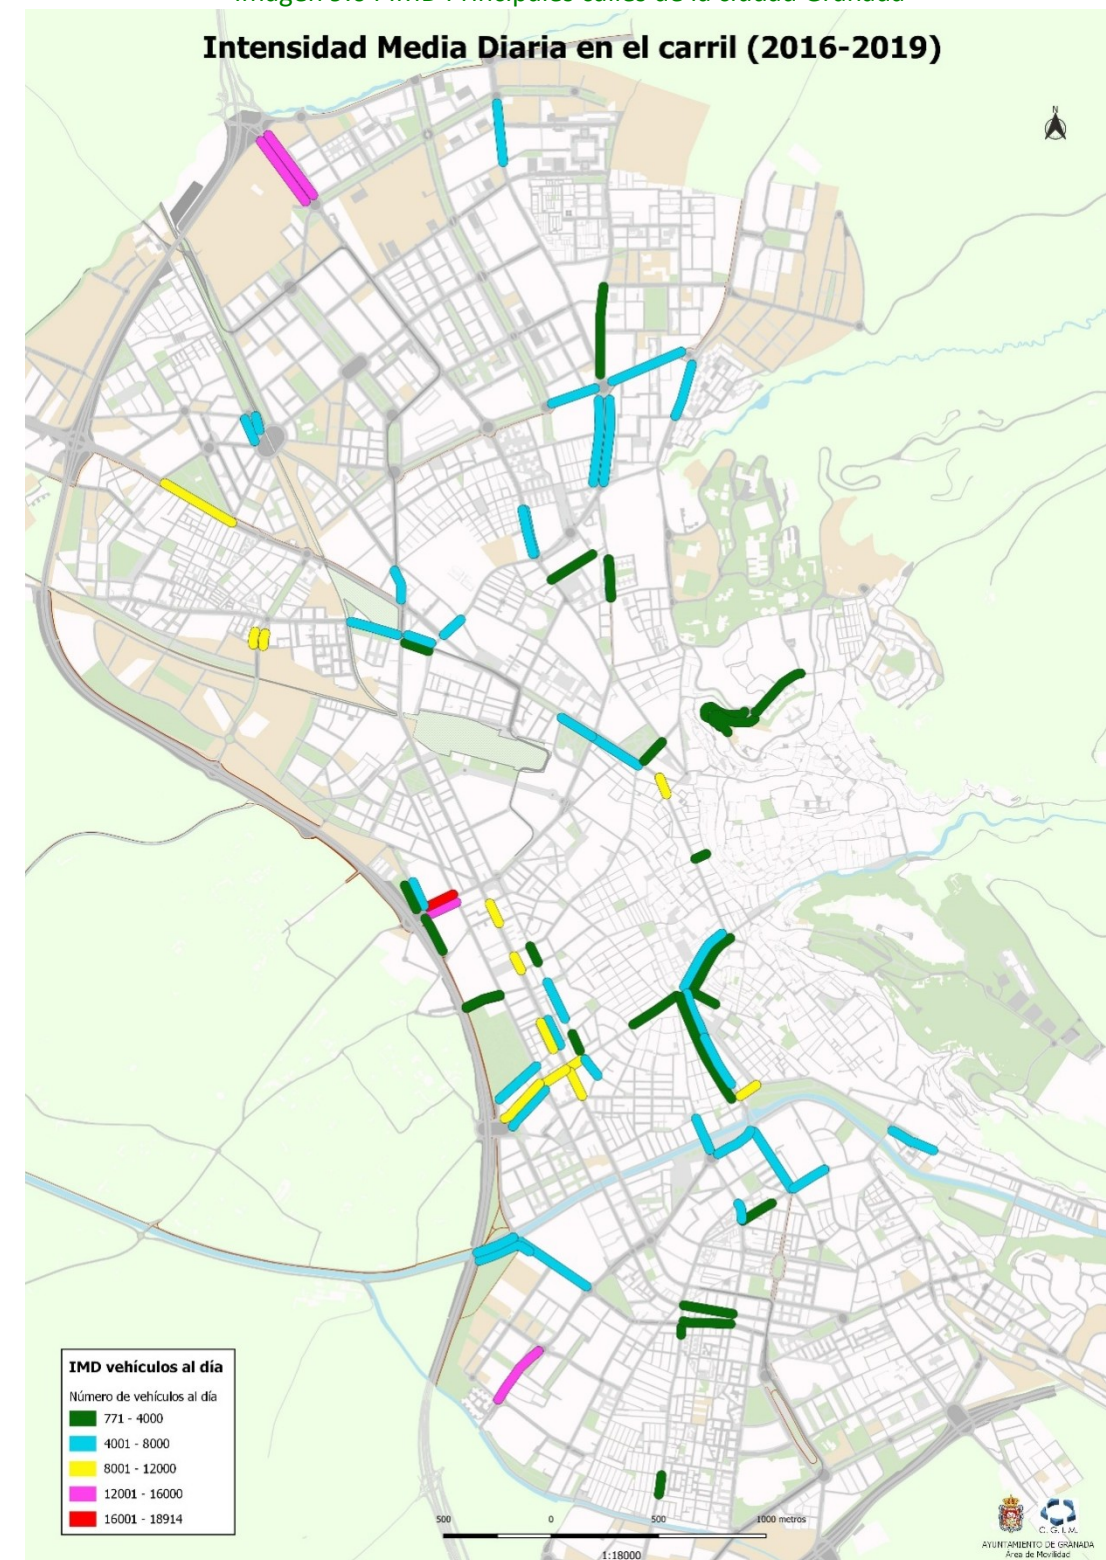 Intensidad Media Diaria en el carril (2016-2019)
N
IMD vehículos al día
Número de vehículos al día
771 - 4000
4001 - 8000
8001 - 12000
12001 - 16000
16001 - 18914
500 0 500 1000 metros
1:18000
C. G. I. M.
AYUNTAMIENTO DE GRANADA
Área de Movilidad